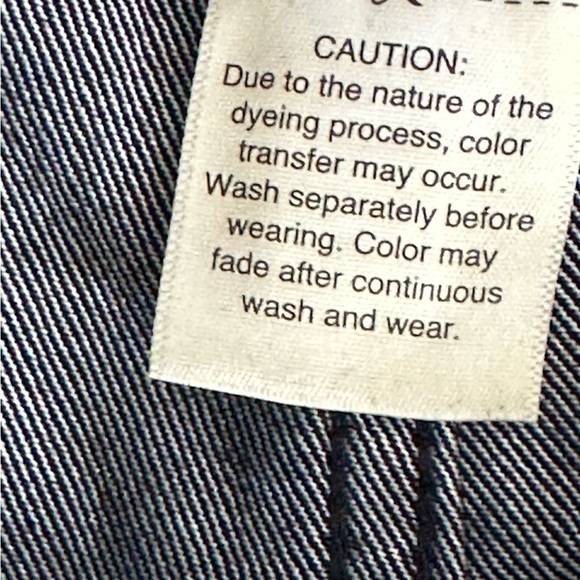 CAUTION:
Due to the nature of the
dyeing process, color
transfer may occur.
Wash separately before
wearing. Color may
fade after continuous
wash and wear.